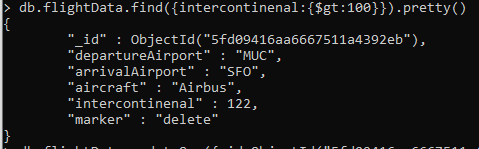 > db.flightData.find({intercontinenal:{$gt:100}}).pretty()
{
"_id" : ObjectId("5fd09416aa6667511a4392eb"),
"departureAirport" : "MUC",
"arrivalAirport" : "SFO",
"aircraft" : "Airbus",
"intercontinenal" : 122,
"marker" : "delete"
}